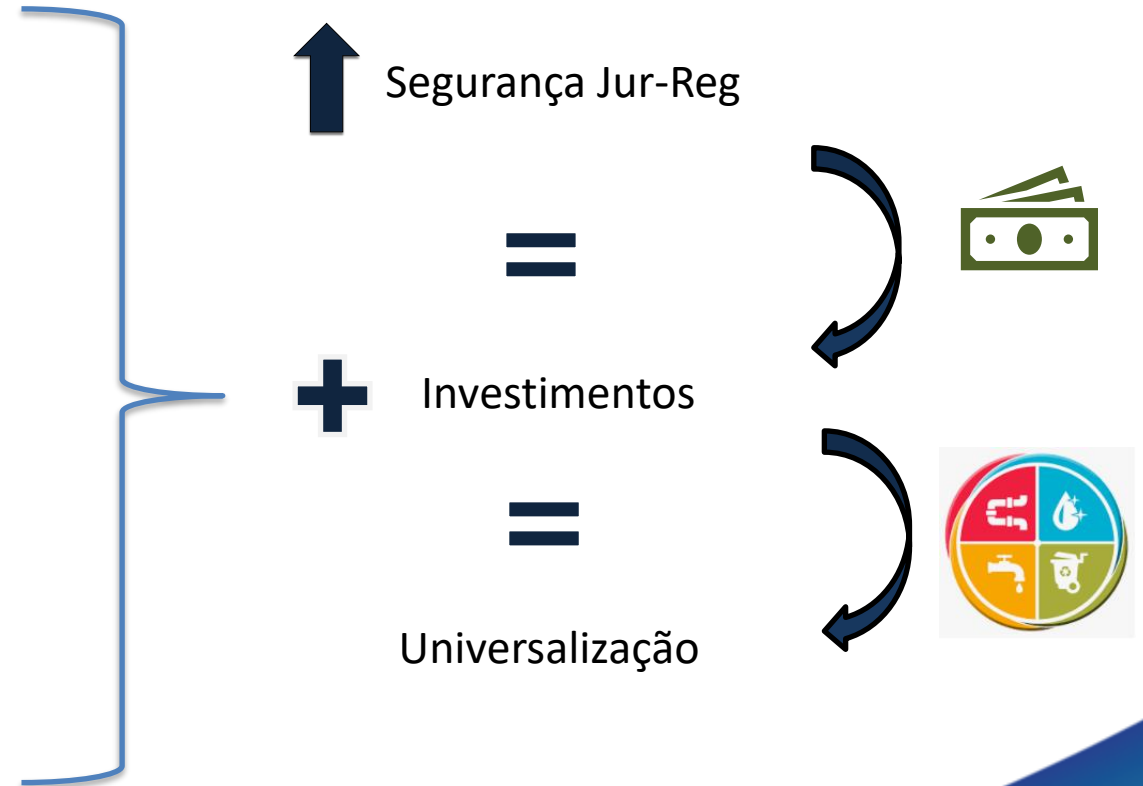 Segurança Jur-Reg
=
Investimentos
=
Universalização